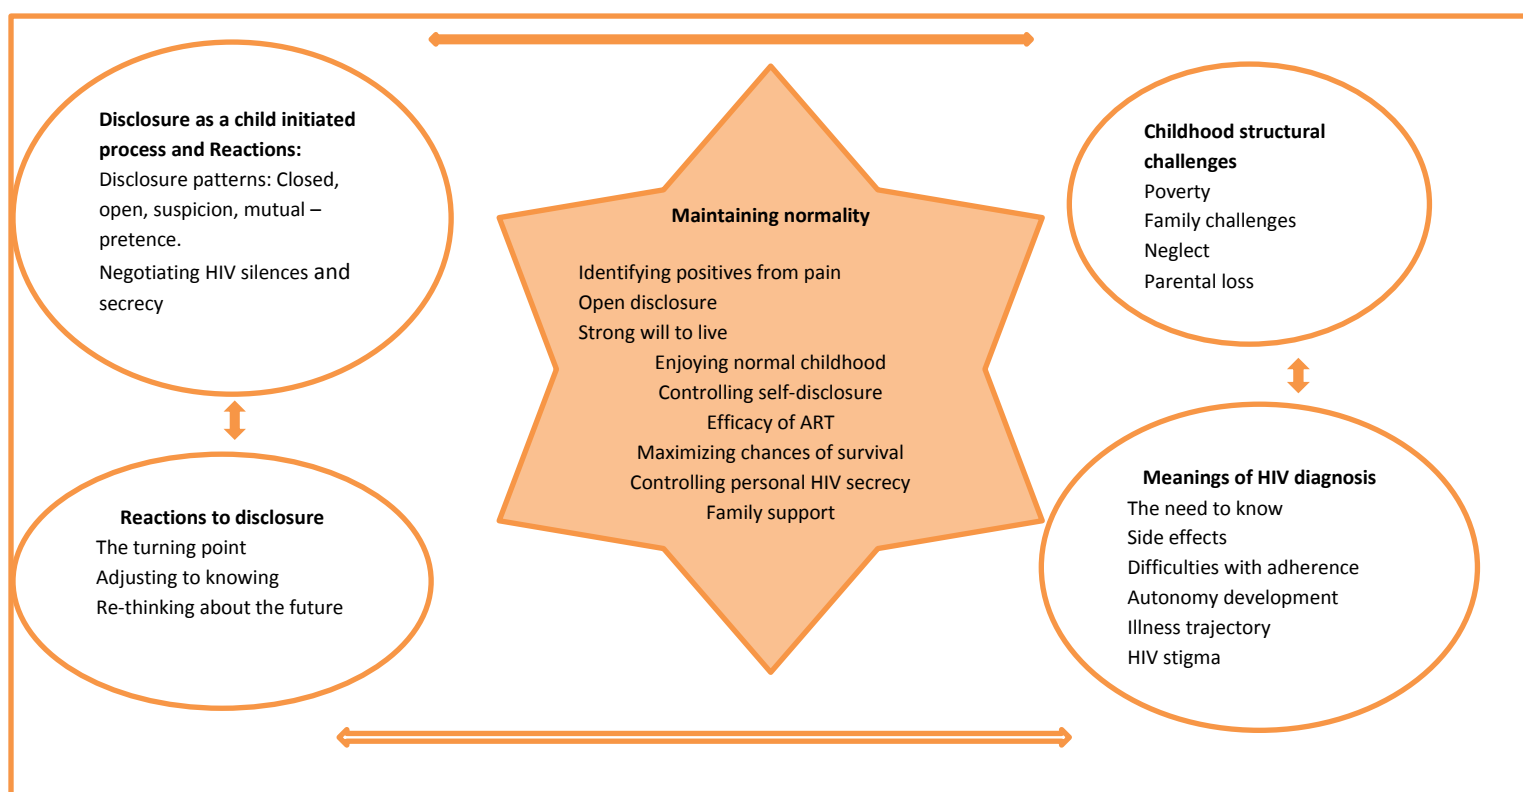 Disclosure as a child initiated
process and Reactions:
Disclosure patterns: Closed,
open, suspicion, mutual –
pretence.
Negotiating HIV silences and
secrecy
Reactions to disclosure
The turning point
Adjusting to knowing
Re-thinking about the future
Maintaining normality
Identifying positives from pain
Open disclosure
Strong will to live
Enjoying normal childhood
Controlling self-disclosure
Efficacy of ART
Maximizing chances of survival
Controlling personal HIV secrecy
Family support
Childhood structural
challenges
Poverty
Family challenges
Neglect
Parental loss
Meanings of HIV diagnosis
The need to know
Side effects
Difficulties with adherence
Autonomy development
Illness trajectory
HIV stigma